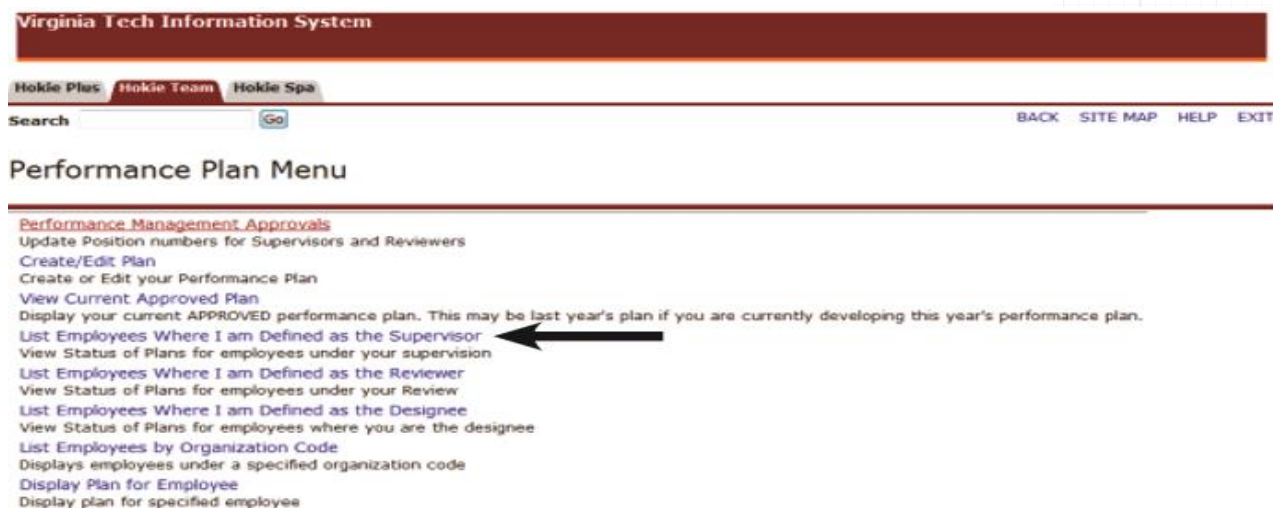 Virginia Tech Information System
Hokie Plus Hokie Team Hokie Spa
Search Go BACK SITE MAP HELP EXIT
Performance Plan Menu
Performance Management Approvals
Update Position numbers for Supervisors and Reviewers
Create/Edit Plan
Create or Edit your Performance Plan
View Current Approved Plan
Display your current APPROVED performance plan. This may be last year's plan if you are currently developing this year's performance plan.
List Employees Where I am Defined as the Supervisor
View Status of Plans for employees under your supervision
List Employees Where I am Defined as the Reviewer
View Status of Plans for employees under your Review
List Employees Where I am Defined as the Designee
View Status of Plans for employees where you are the designee
List Employees by Organization Code
Displays employees under a specified organization code
Display Plan for Employee
Display plan for specified employee